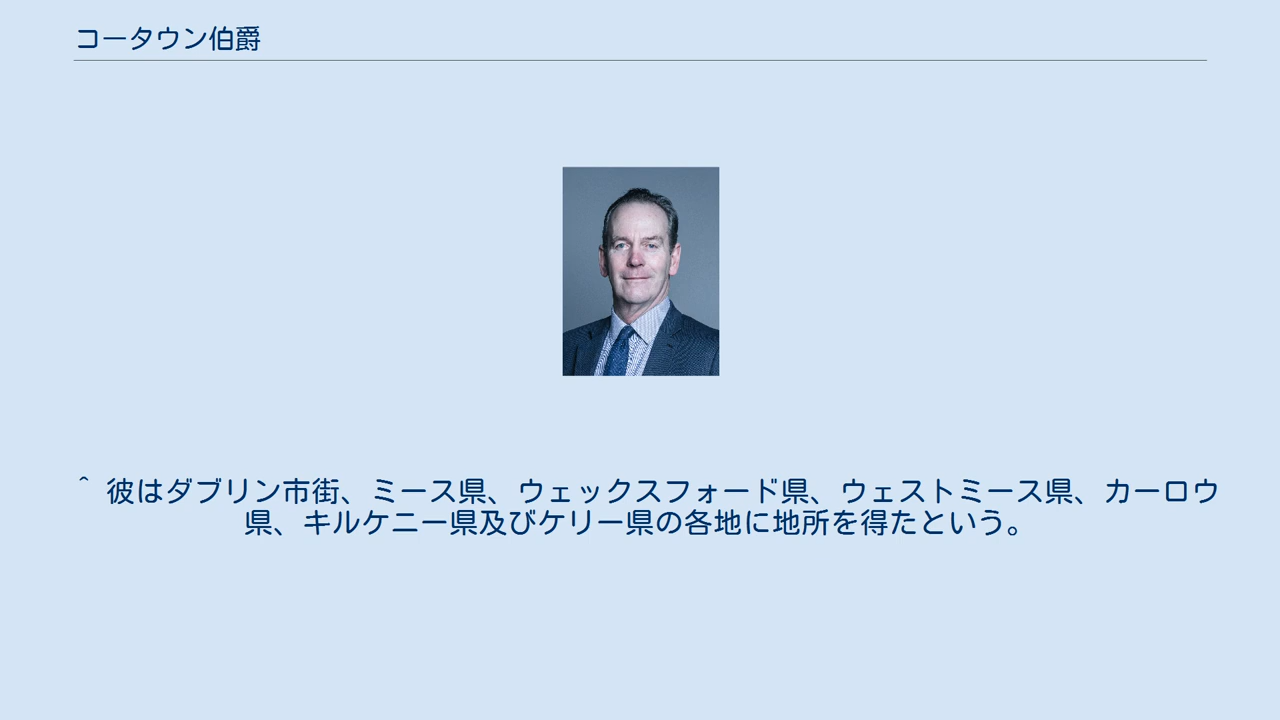 コータウン伯爵
^ 彼はダブリン市街、ミース県、ウェックスフォード県、ウェストミース県、カーロウ
県、キルケニー県及びケリー県の各地に地所を得たという。